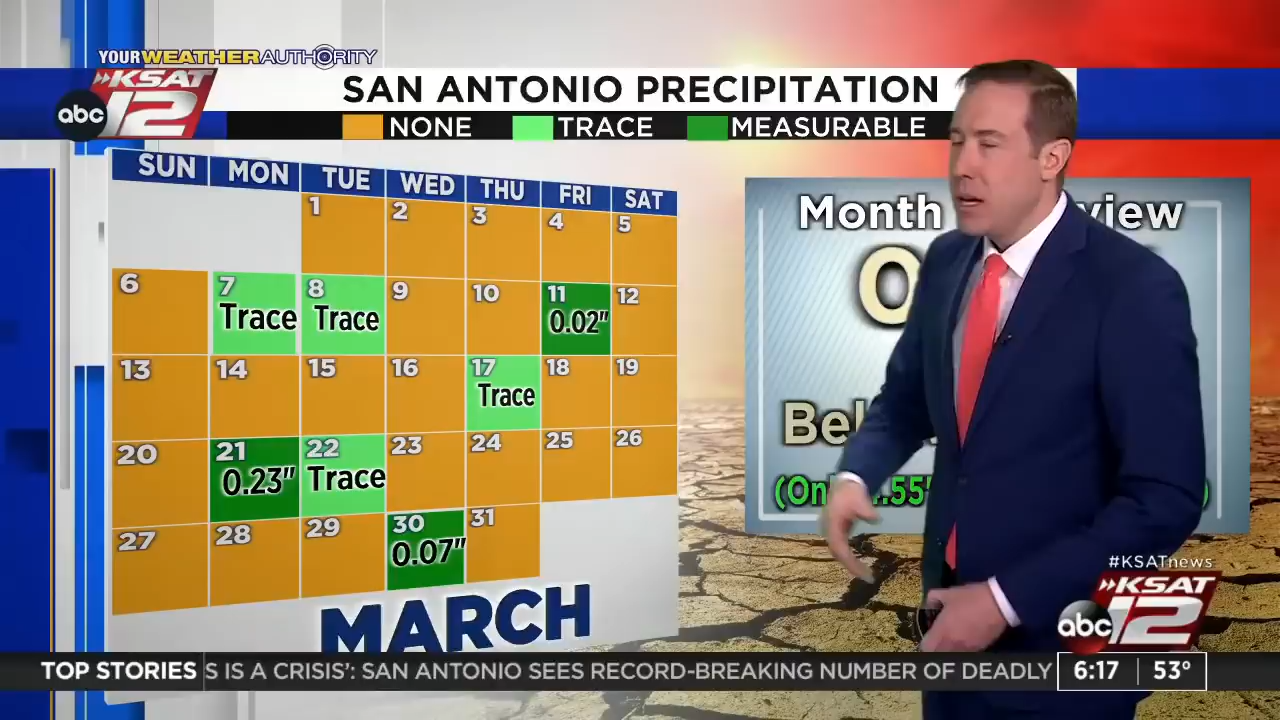 YOUR WEATHER AUTHORITY
KSAT
abc 12
SAN ANTONIO PRECIPITATION
NONE TRACE MEASURABLE
SUN MON TUE WED THU FRI SAT
1 2 3 4 5
6 7 8 9 10 11 12
Trace Trace 0.02"
13 14 15 16 17 18 19
Trace
20 21 22 23 24 25 26
0.23" Trace
27 28 29 30 31
0.07"
MARCH
Month
#KSATnews
KSAT
abc 12
TOP STORIES S IS A CRISIS': SAN ANTONIO SEES RECORD-BREAKING NUMBER OF DEADLY 6:17 53°